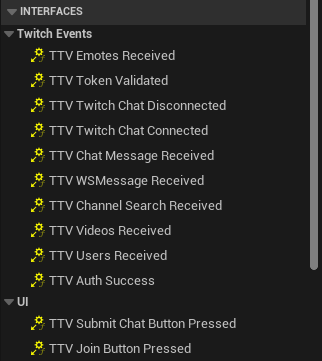 INTERFACES
Twitch Events
TTV Emotes Received
TTV Token Validated
TTV Twitch Chat Disconnected
TTV Twitch Chat Connected
TTV Chat Message Received
TTV WSMessage Received
TTV Channel Search Received
TTV Videos Received
TTV Users Received
TTV Auth Success
UI
TTV Submit Chat Button Pressed
TTV Join Button Pressed